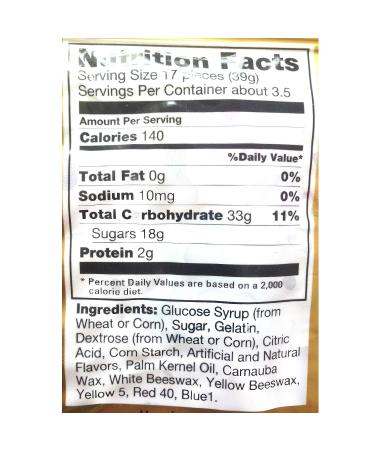 Nutrition Facts
Serving Size 17 pieces (39g)
Servings Per Container about 3.5
Amount Per Serving
Calories 140
%Daily Value*
Total Fat 0g 0%
Sodium 10mg 0%
Total C rbohydrate 33g 11%
Sugars 18g
Protein 2g
* Percent Daily Values are based on a 2,000
calorie diet.
Ingredients: Glucose Syrup (from
Wheat or Corn), Sugar, Gelatin,
Dextrose (from Wheat or Corn), Citric
Acid, Corn Starch, Artificial and Natural
Flavors, Palm Kernel Oil, Carnauba
Wax, White Beeswax, Yellow Beeswax,
Yellow 5, Red 40, Blue1.